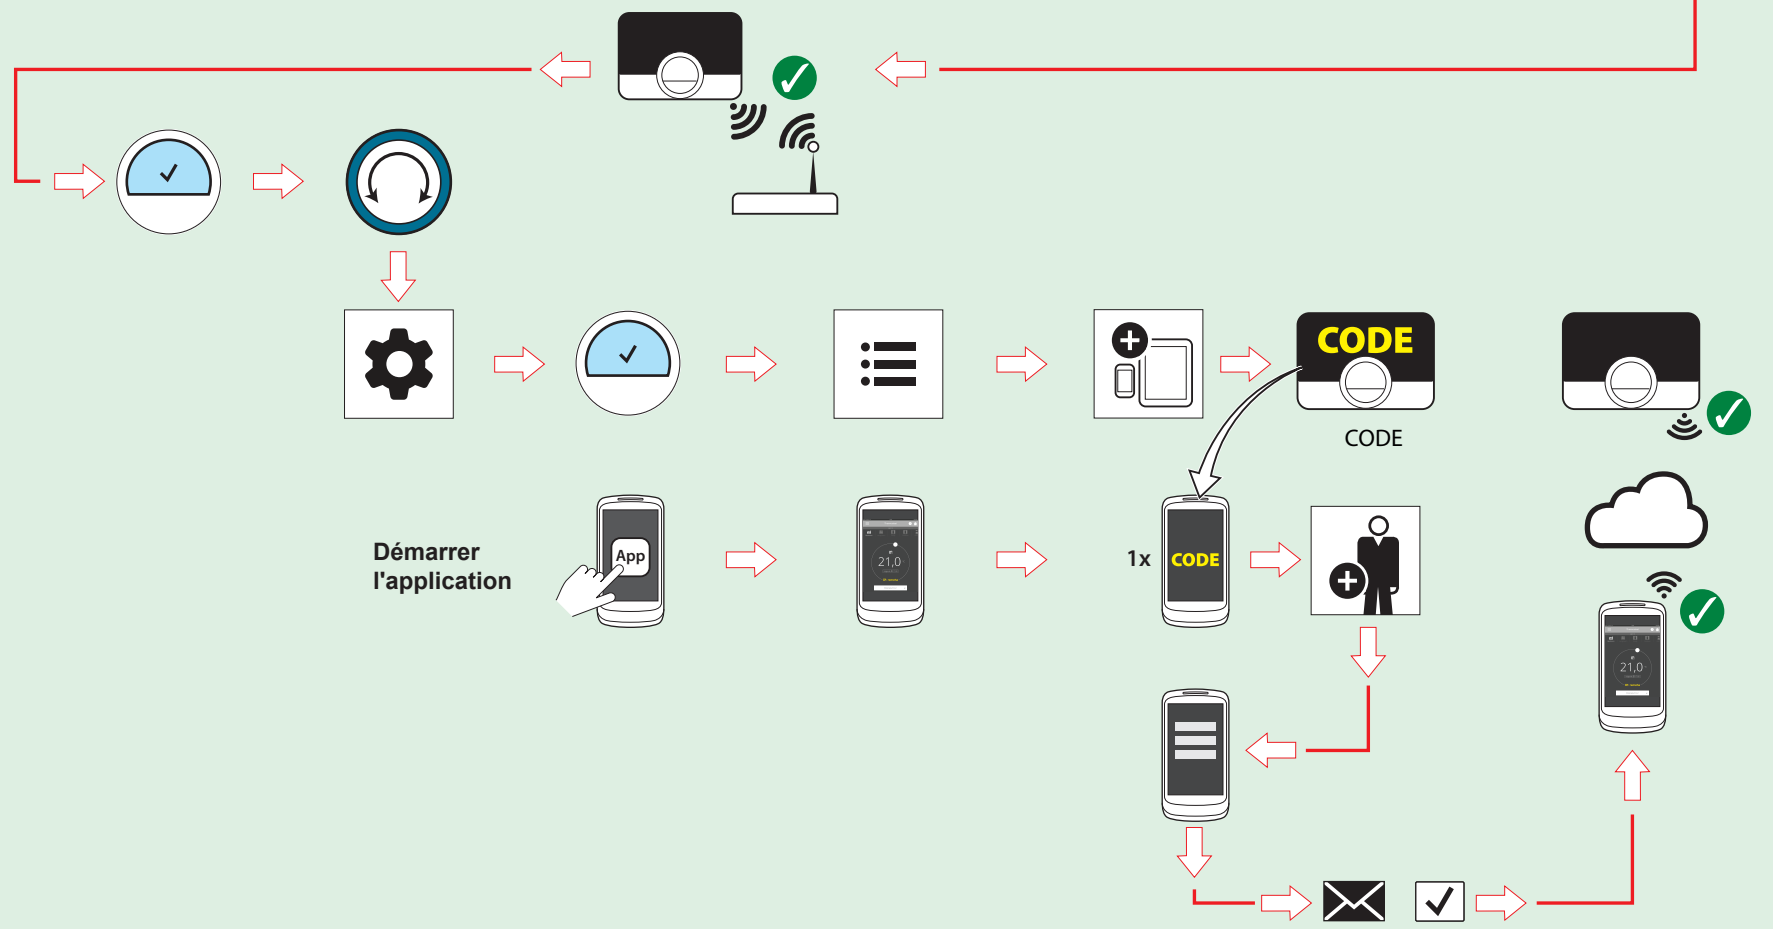 CODE
CODE
Démarrer
l'application
App
21,0
1x
CODE
21,0